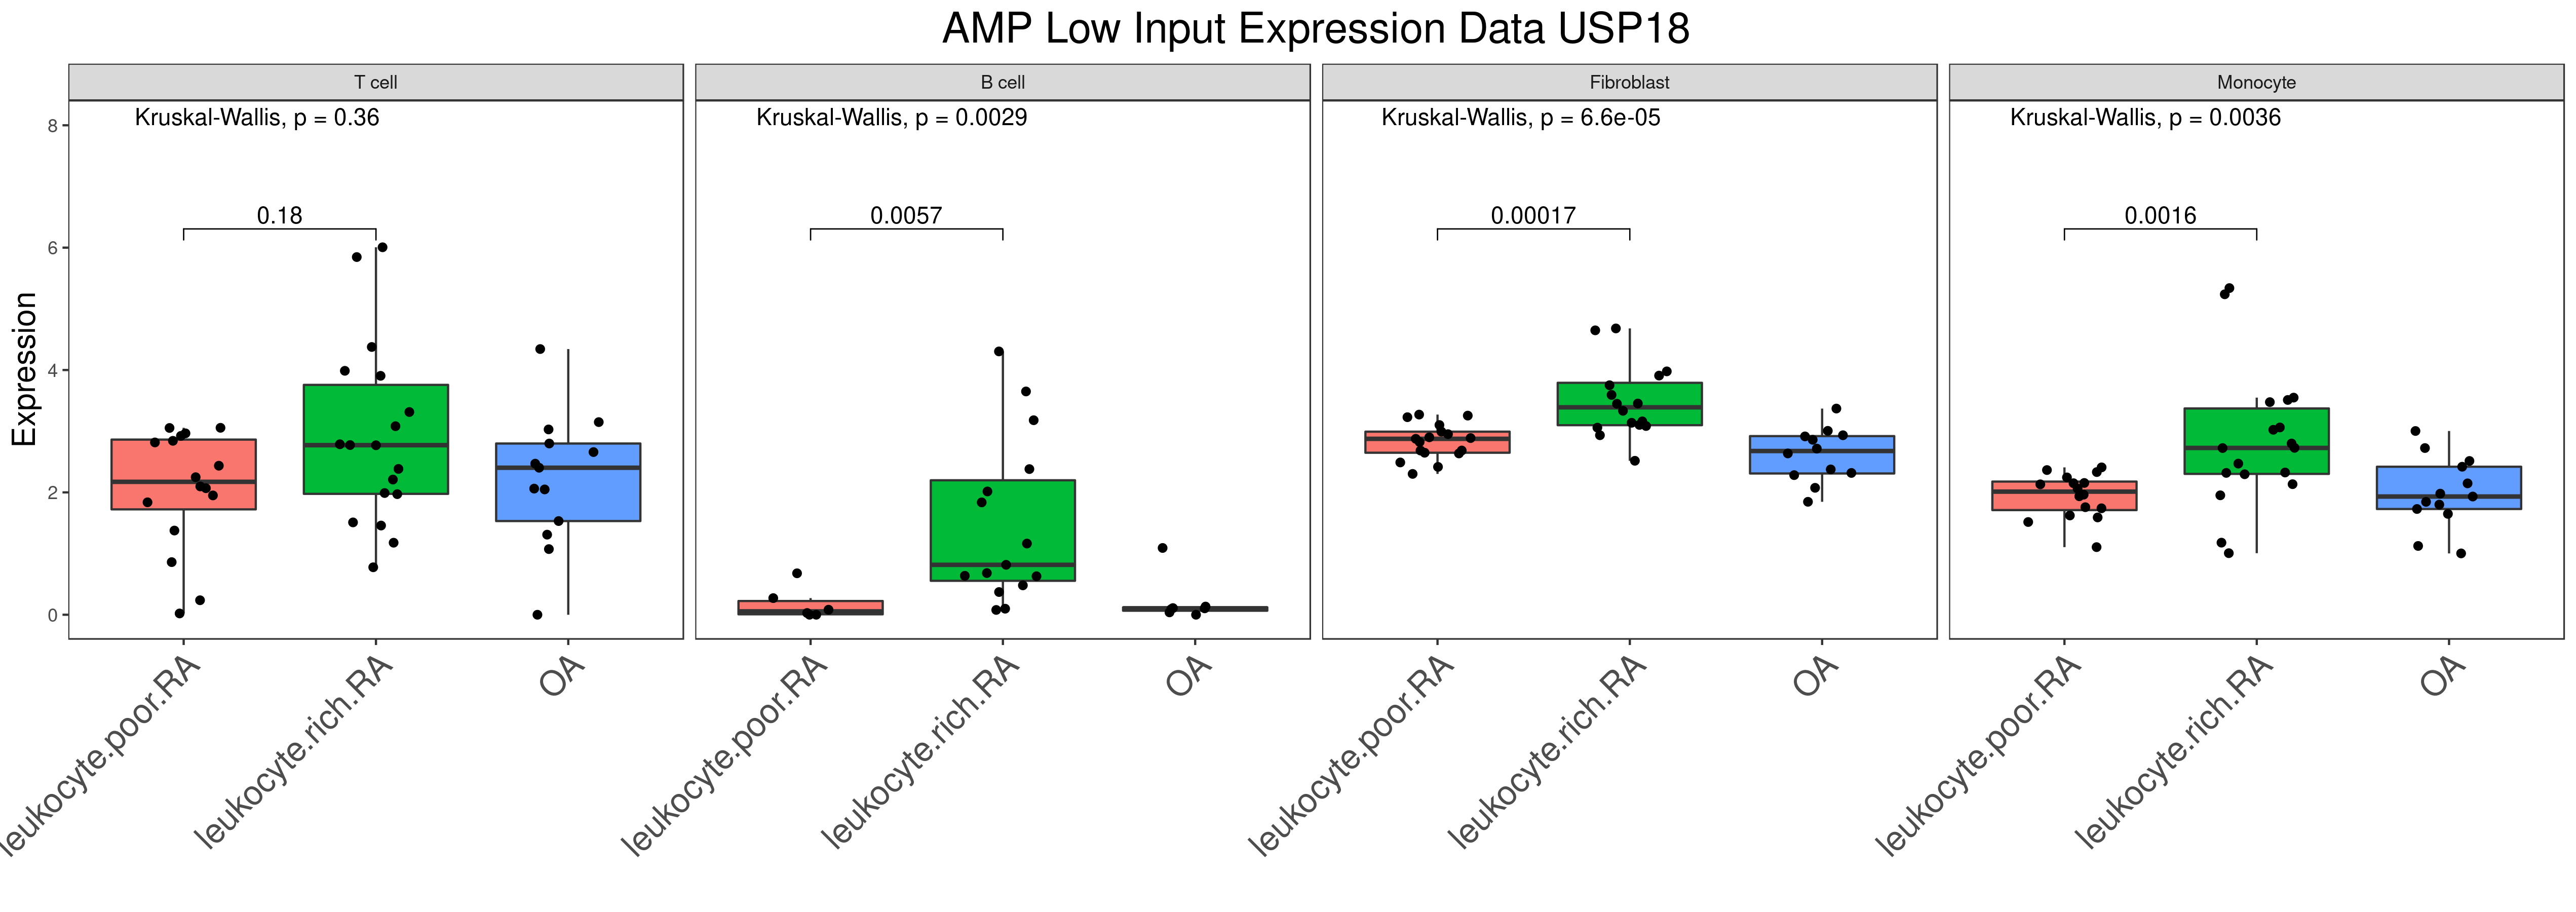 AMP Low Input Expression Data USP18
T cell
B cell
Fibroblast
Monocyte
Kruskal-Wallis, p = 0.36
Kruskal-Wallis, p = 0.0029
Kruskal-Wallis, p = 6.6e-05
Kruskal-Wallis, p = 0.0036
0.18
0.0057
0.00017
0.0016
Expression
8
6
4
2
0
leukocyte.poor.RA
leukocyte.rich.RA
OA
leukocyte.poor.RA
leukocyte.rich.RA
OA
leukocyte.poor.RA
leukocyte.rich.RA
OA
leukocyte.poor.RA
leukocyte.rich.RA
OA